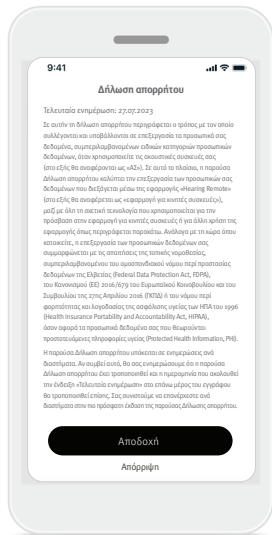 9:41
Δήλωση απορρήτου
Τελευταία ενημέρωση: 27.07.2023
Σε αυτήν τη δήλωση απορρήτου περιγράφεται ο τρόπος με τον οποίο
συλλέγονται και υποβάλλονται σε επεξεργασία τα προσωπικά σας
δεδομένα, συμπεριλαμβανομένων ειδικών κατηγοριών προσωπικών
δεδομένων, όταν χρησιμοποιείτε τις ακουστικές συσκευές σας
(στο εξής θα αναφέρονται ως «ΑΣ»). Σε αυτό το πλαίσιο, η παρούσα
Δήλωση απορρήτου καλύπτει την επεξεργασία των προσωπικών σας
δεδομένων που διεξάγεται μέσω της εφαρμογής «Hearing Remote»
(στο εξής θα αναφέρεται ως «εφαρμογή για κινητές συσκευές»),
μαζί με όλη τη σχετική τεχνολογία που χρησιμοποιείται για την
πρόσβαση στην εφαρμογή για κινητές συσκευές ή για άλλη χρήση της
εφαρμογής όπως περιγράφεται παρακάτω. Ανάλογα με τη χώρα όπου
κατοικείτε, η επεξεργασία των προσωπικών δεδομένων σας
συμμορφώνεται με τις απαιτήσεις της τοπικής νομοθεσίας,
συμπεριλαμβανομένου του ομοσπονδιακού νόμου περί προστασίας
δεδομένων της Ελβετίας (Federal Data Protection Act, FDPA),
του Κανονισμού (ΕΕ) 2016/679 του Ευρωπαϊκού Κοινοβουλίου και του
Συμβουλίου της 27ης Απριλίου 2016 (ΓΚΠΔ) ή του νόμου περί
φορητότητας και λογοδοσίας της ασφάλισης υγείας των ΗΠΑ του 1996
(Health Insurance Portability and Accountability Act, HIPAA),
όσον αφορά τα προσωπικά δεδομένα σας που θεωρούνται
προστατευόμενες πληροφορίες υγείας (Protected Health Information, PHI).
Η παρούσα Δήλωση απορρήτου υπόκειται σε ενημερώσεις ανά
διαστήματα. Αν συμβεί αυτό, θα σας ενημερώσουμε ότι η παρούσα
Δήλωση απορρήτου έχει τροποποιηθεί και η ημερομηνία που ακολουθεί
την ένδειξη «Τελευταία ενημέρωση» στο επάνω μέρος του εγγράφου
θα τροποποιηθεί επίσης. Σας συνιστούμε να επανέρχεστε ανά
διαστήματα στην πιο πρόσφατη έκδοση της παρούσας Δήλωσης απορρήτου.
Αποδοχή
Απόρριψη